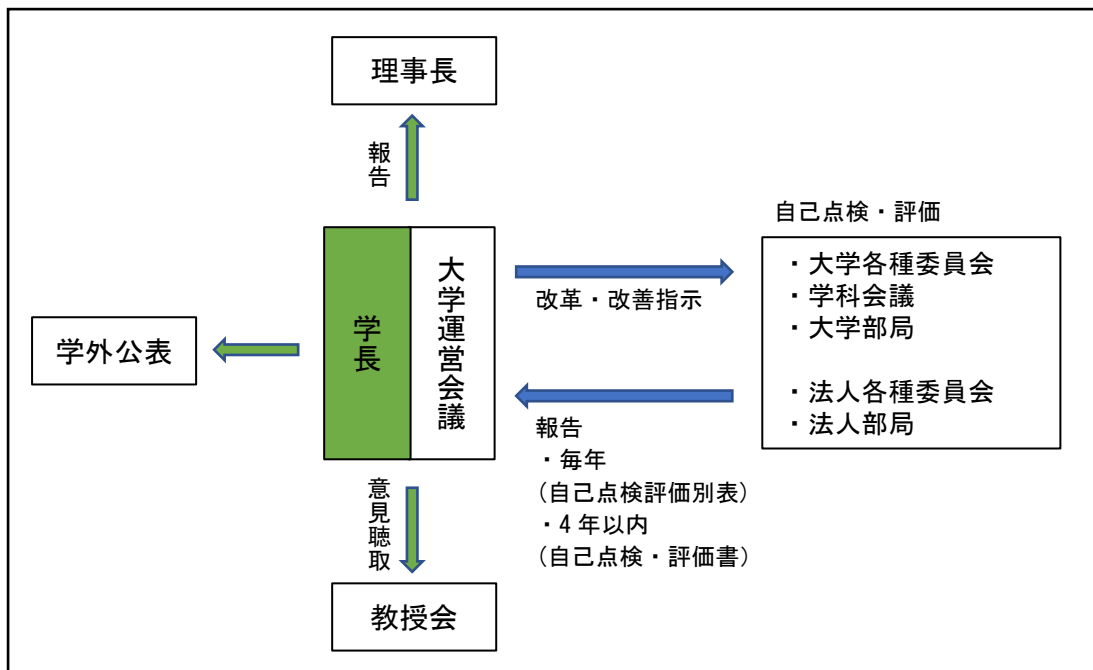 理事長
報告
自己点検・評価
学長
大学運営会議
改革・改善指示
・大学各種委員会
・学科会議
・大学部局
・法人各種委員会
・法人部局
学外公表
報告
・毎年
（自己点検評価別表）
・4年以内
（自己点検・評価書）
意見聴取
教授会